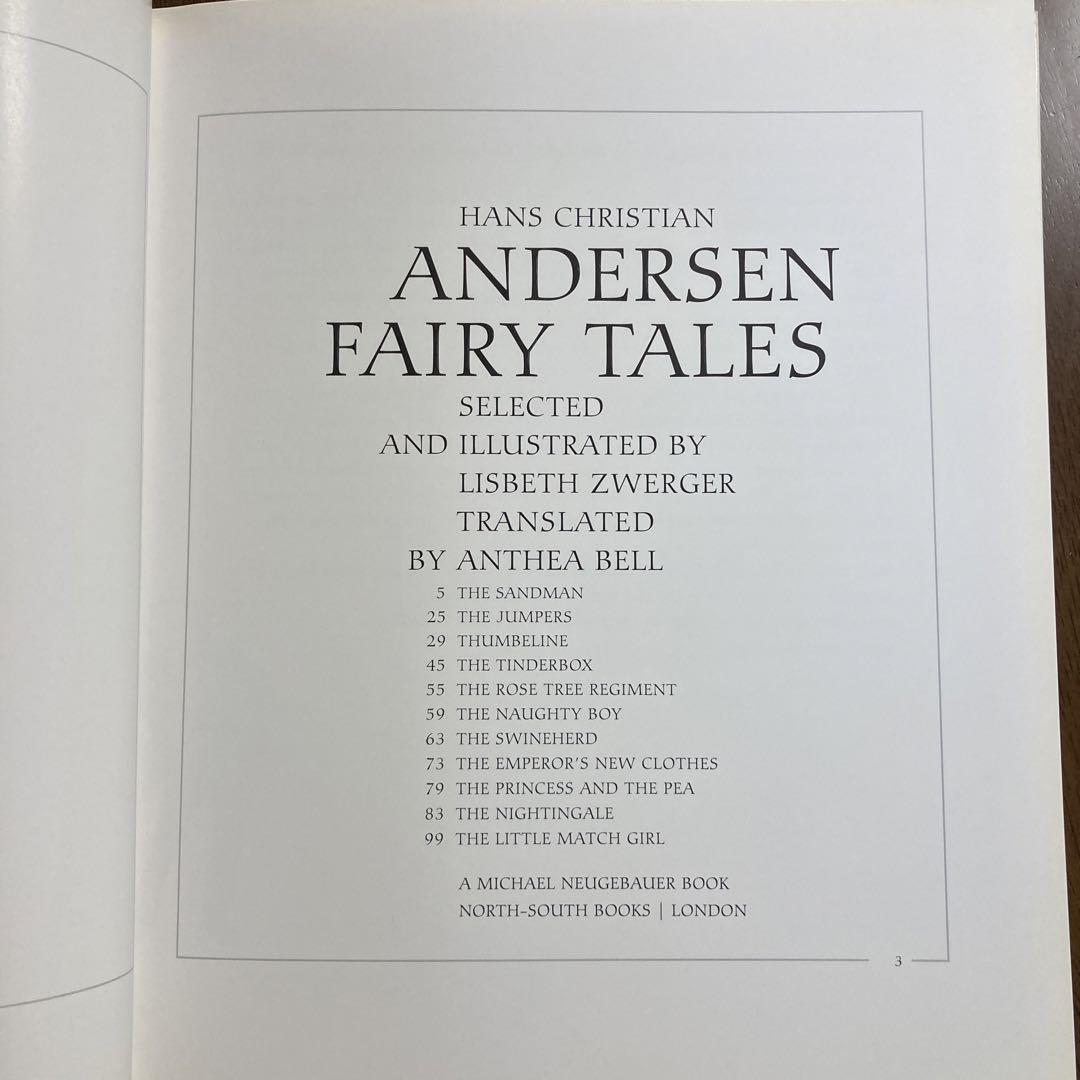 HANS CHRISTIAN
ANDERSEN
FAIRY TALES
SELECTED
AND ILLUSTRATED BY
LISBETH ZWERGER
TRANSLATED
BY ANTHEA BELL
5 THE SANDMAN
25 THE JUMPERS
29 THUMBELINE
45 THE TINDERBOX
55 THE ROSE TREE REGIMENT
59 THE NAUGHTY BOY
63 THE SWINEHERD
73 THE EMPEROR'S NEW CLOTHES
79 THE PRINCESS AND THE PEA
83 THE NIGHTINGALE
99 THE LITTLE MATCH GIRL
A MICHAEL NEUGEBAUER BOOK
NORTH-SOUTH BOOKS | LONDON
3